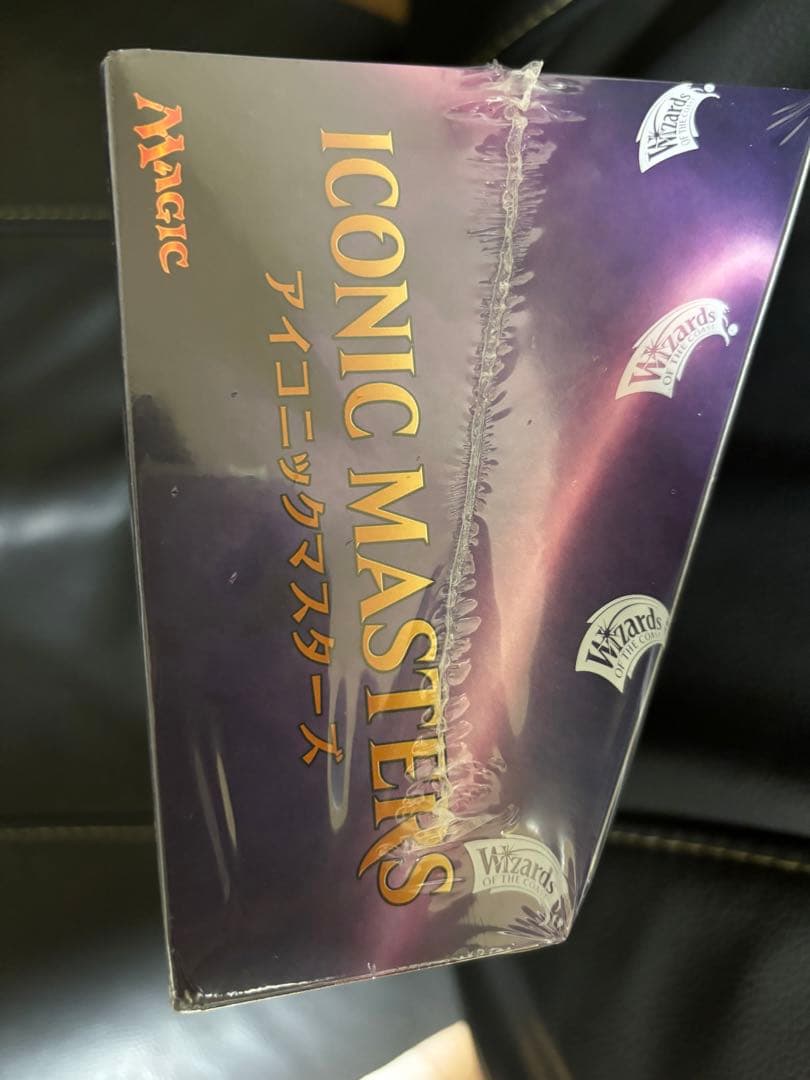 MAGIC
ICONIC MASTERS
アイコニックマスターズ
Wizards
OF THE COAST
Wizards
OF THE COAST
Wizards
OF THE COAST
Wizards
OF THE COAST